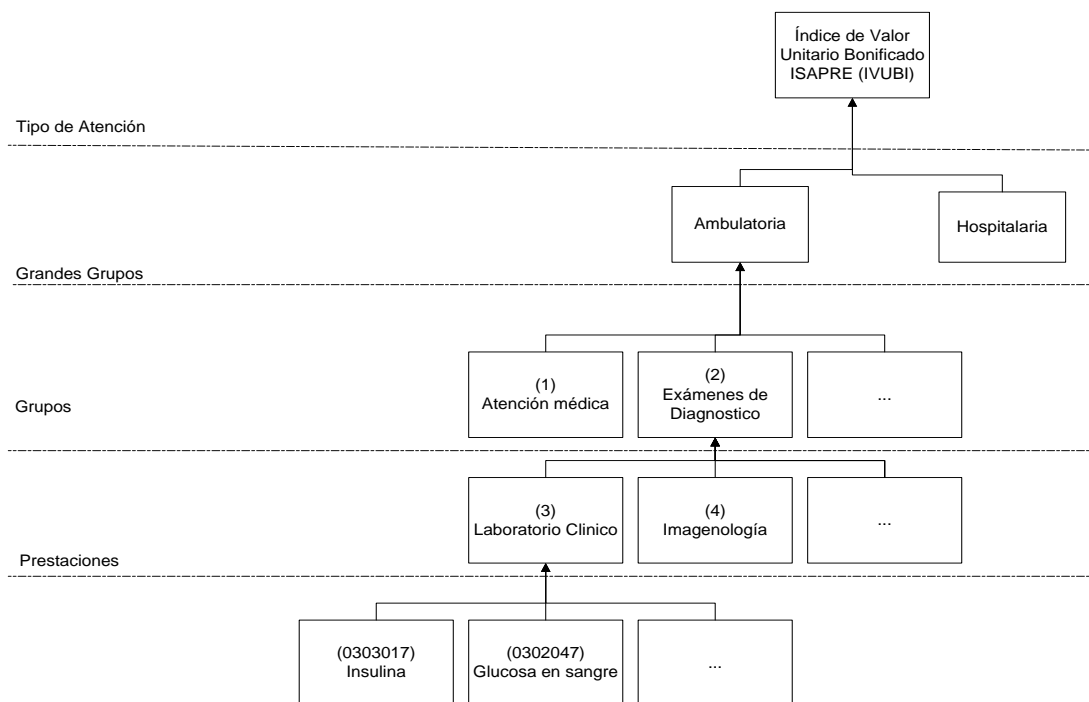 Índice de Valor
Unitario Bonificado
ISAPRE (IVUBI)
Tipo de Atención
Ambulatoria
Hospitalaria
Grandes Grupos
(1)
Atención médica
(2)
Exámenes de
Diagnostico
...
Grupos
(3)
Laboratorio Clinico
(4)
Imagenología
...
Prestaciones
(0303017)
Insulina
(0302047)
Glucosa en sangre
...